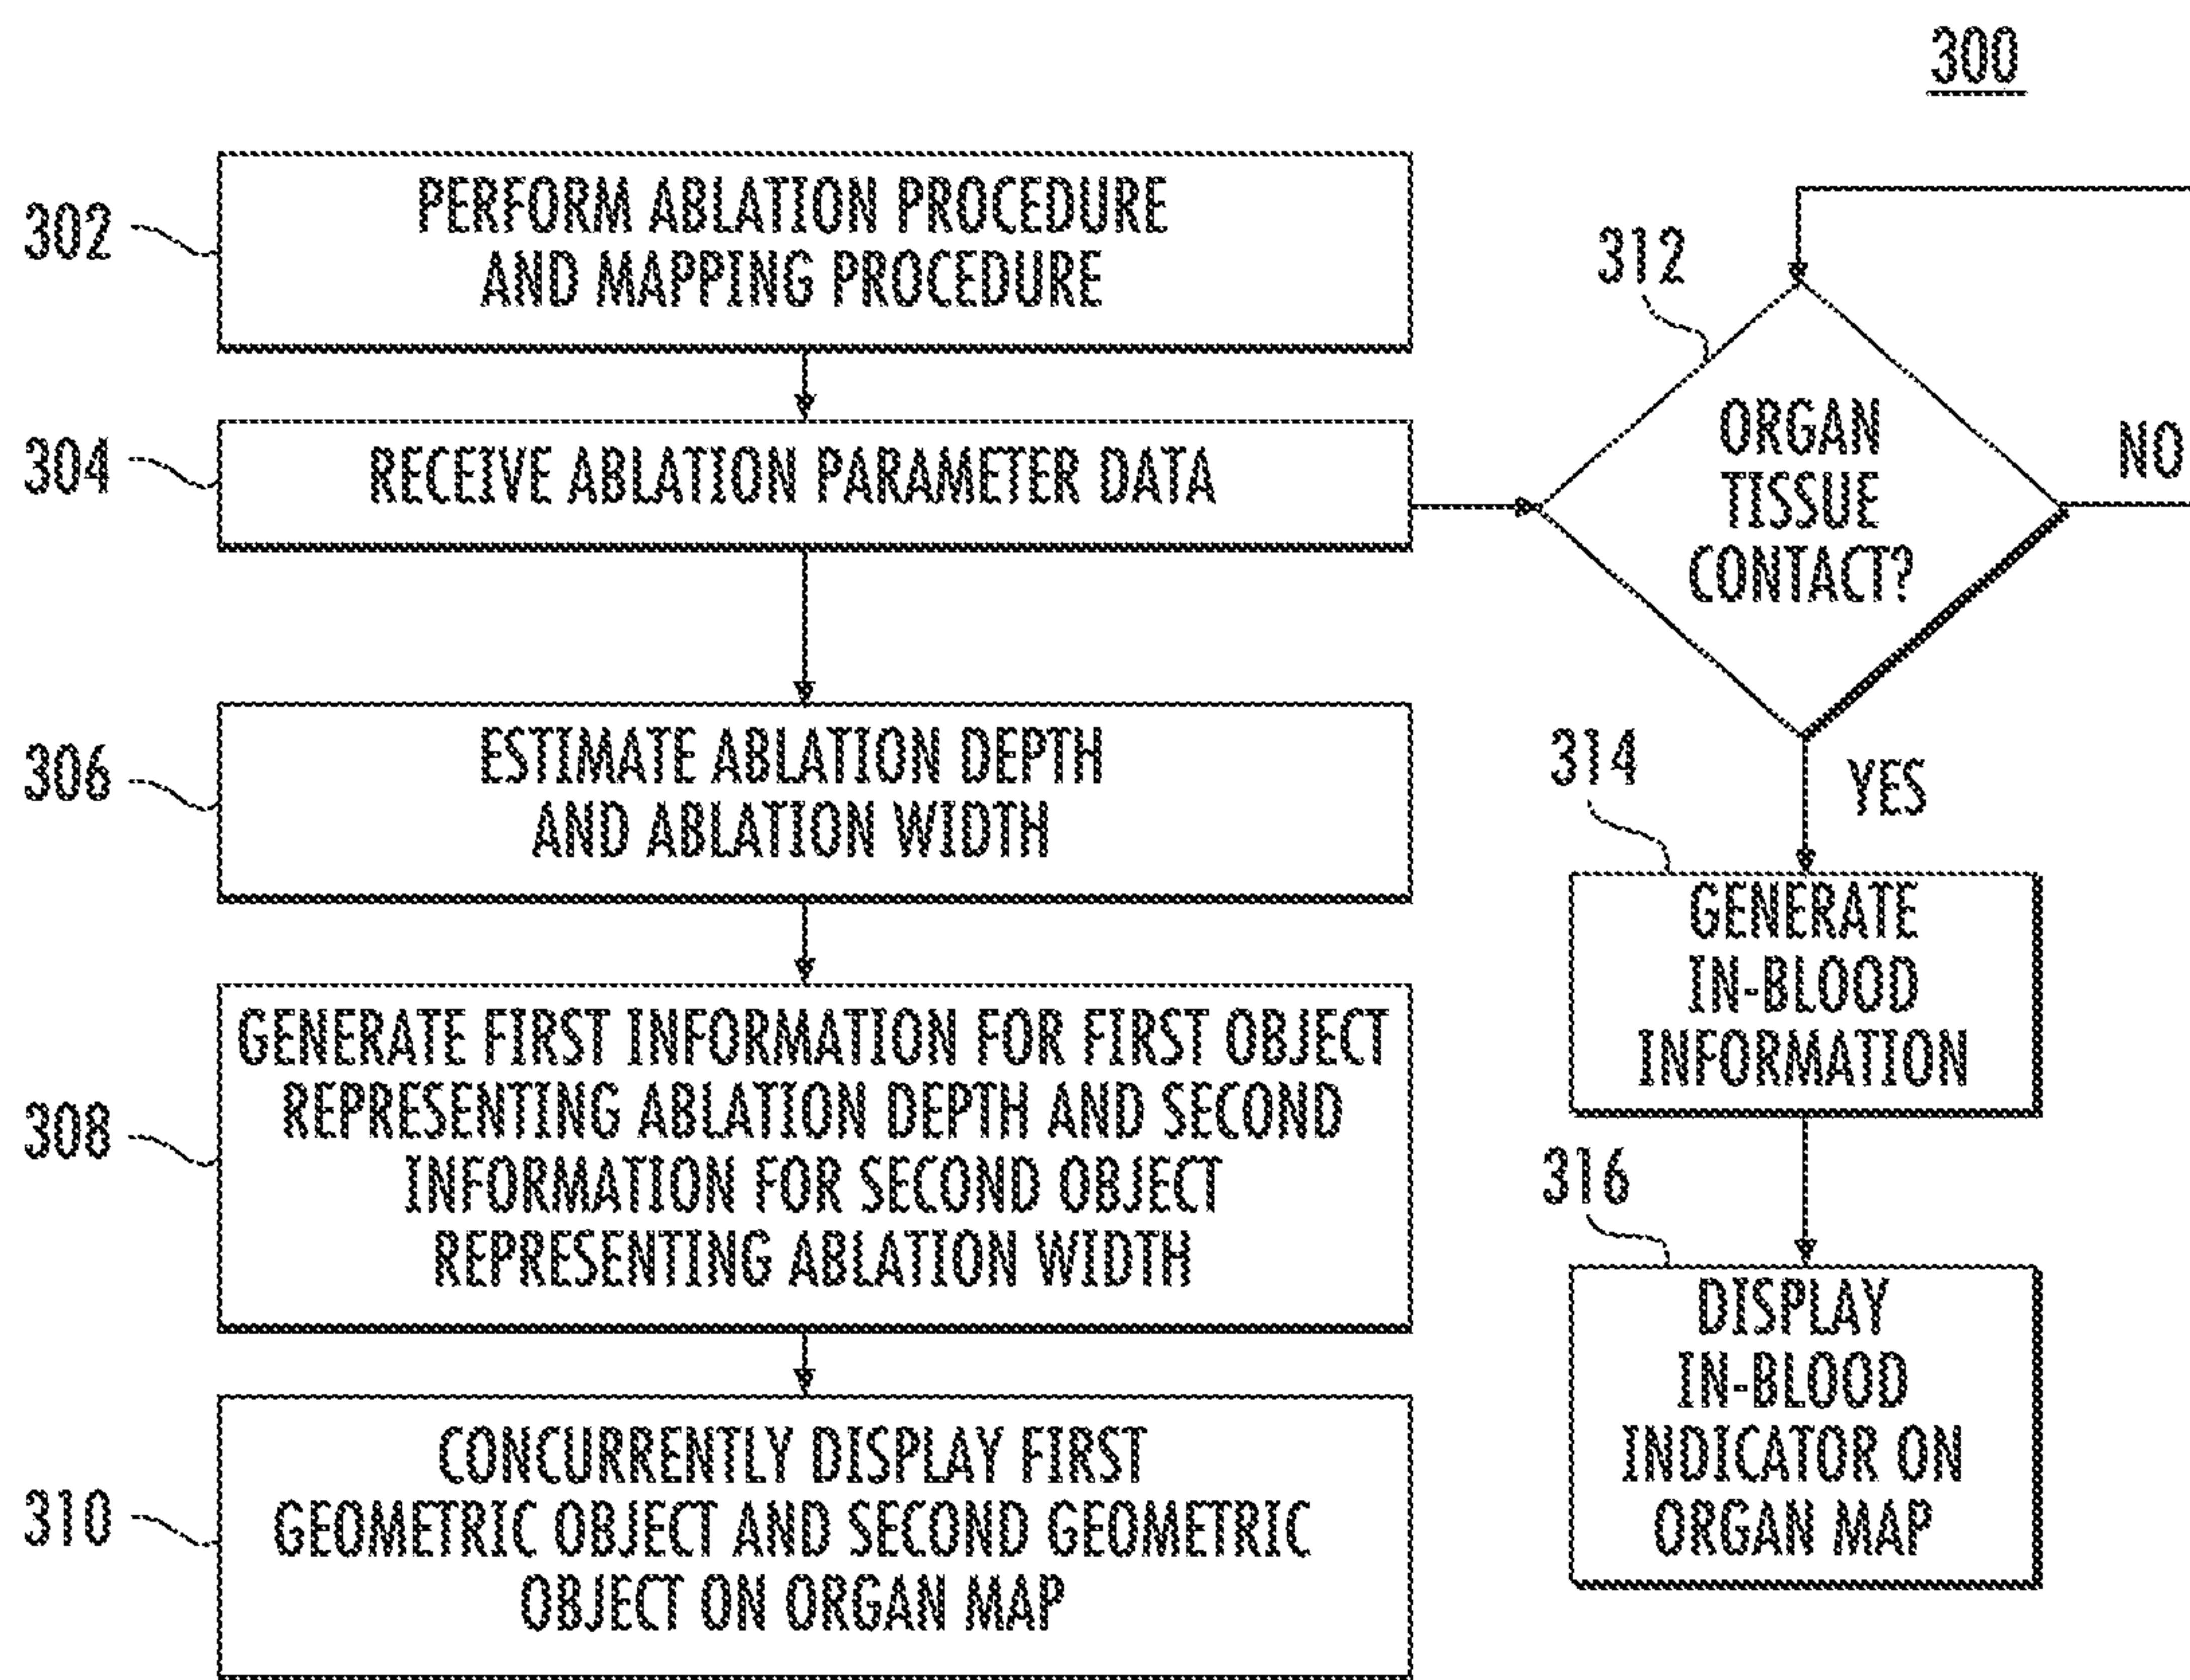 300
302
PERFORM ABLATION PROCEDURE
AND MAPPING PROCEDURE
304
RECEIVE ABLATION PARAMETER DATA
306
ESTIMATE ABLATION DEPTH
AND ABLATION WIDTH
308
GENERATE FIRST INFORMATION FOR FIRST OBJECT
REPRESENTING ABLATION DEPTH AND SECOND
INFORMATION FOR SECOND OBJECT
REPRESENTING ABLATION WIDTH
310
CONCURRENTLY DISPLAY FIRST
GEOMETRIC OBJECT AND SECOND GEOMETRIC
OBJECT ON ORGAN MAP
312
ORGAN
TISSUE
CONTACT?
NO
YES
314
GENERATE
IN-BLOOD
INFORMATION
316
DISPLAY
IN-BLOOD
INDICATOR ON
ORGAN MAP